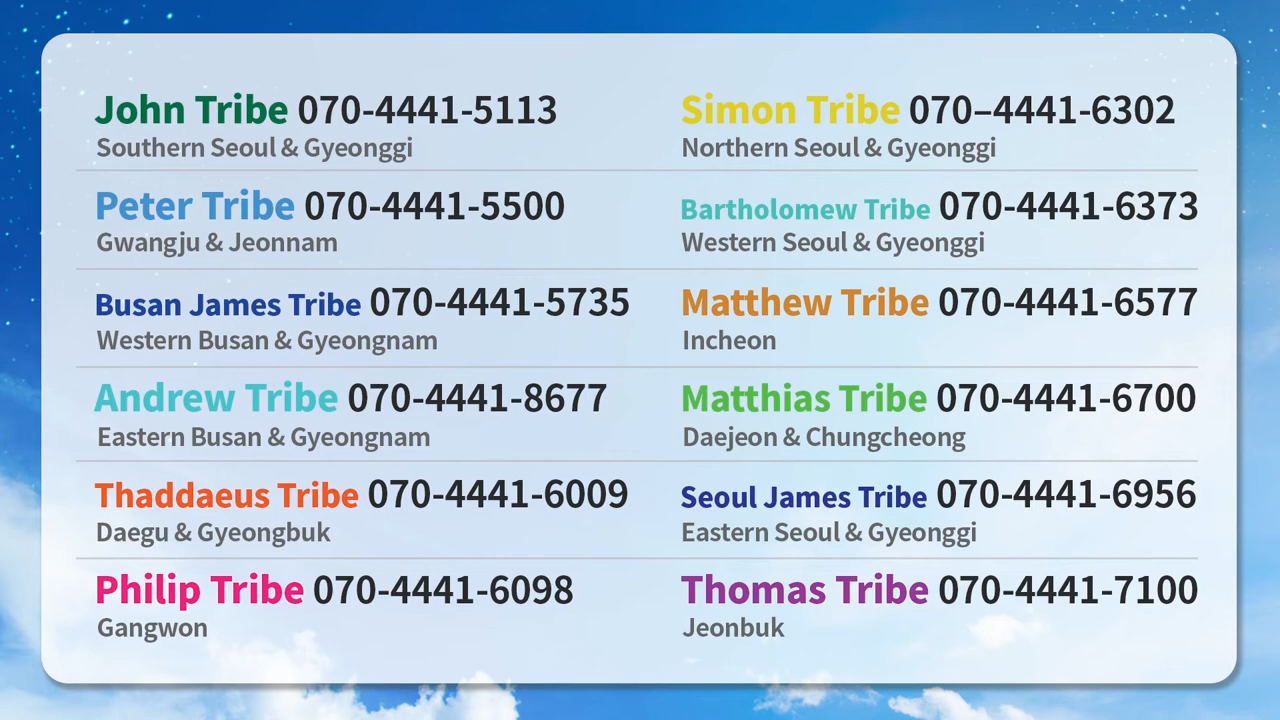 John Tribe 070-4441-5113
Southern Seoul & Gyeonggi
Peter Tribe 070-4441-5500
Gwangju & Jeonnam
Busan James Tribe 070-4441-5735
Western Busan & Gyeongnam
Andrew Tribe 070-4441-8677
Eastern Busan & Gyeongnam
Thaddaeus Tribe 070-4441-6009
Daegu & Gyeongbuk
Philip Tribe 070-4441-6098
Gangwon
Simon Tribe 070–4441-6302
Northern Seoul & Gyeonggi
Bartholomew Tribe 070-4441-6373
Western Seoul & Gyeonggi
Matthew Tribe 070-4441-6577
Incheon
Matthias Tribe 070-4441-6700
Daejeon & Chungcheong
Seoul James Tribe 070-4441-6956
Eastern Seoul & Gyeonggi
Thomas Tribe 070-4441-7100
Jeonbuk